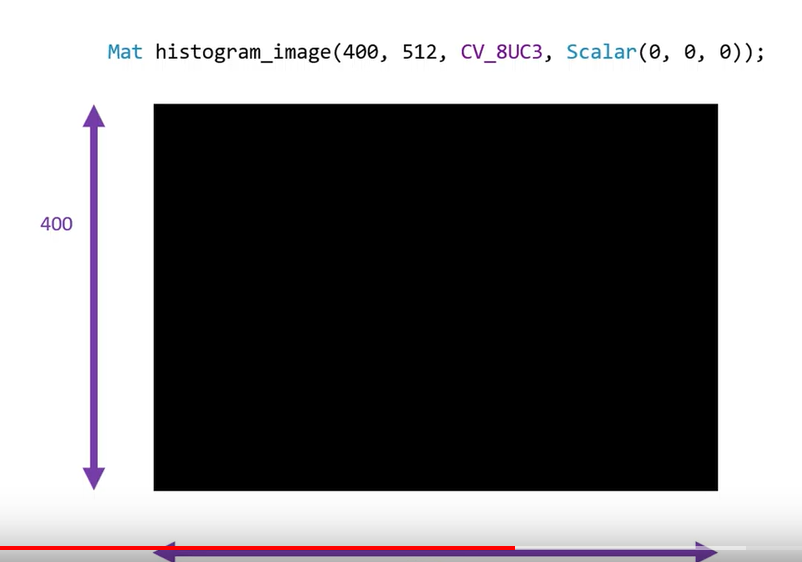 Mat histogram_image(400, 512, CV_8UC3, Scalar(0, 0, 0));
400